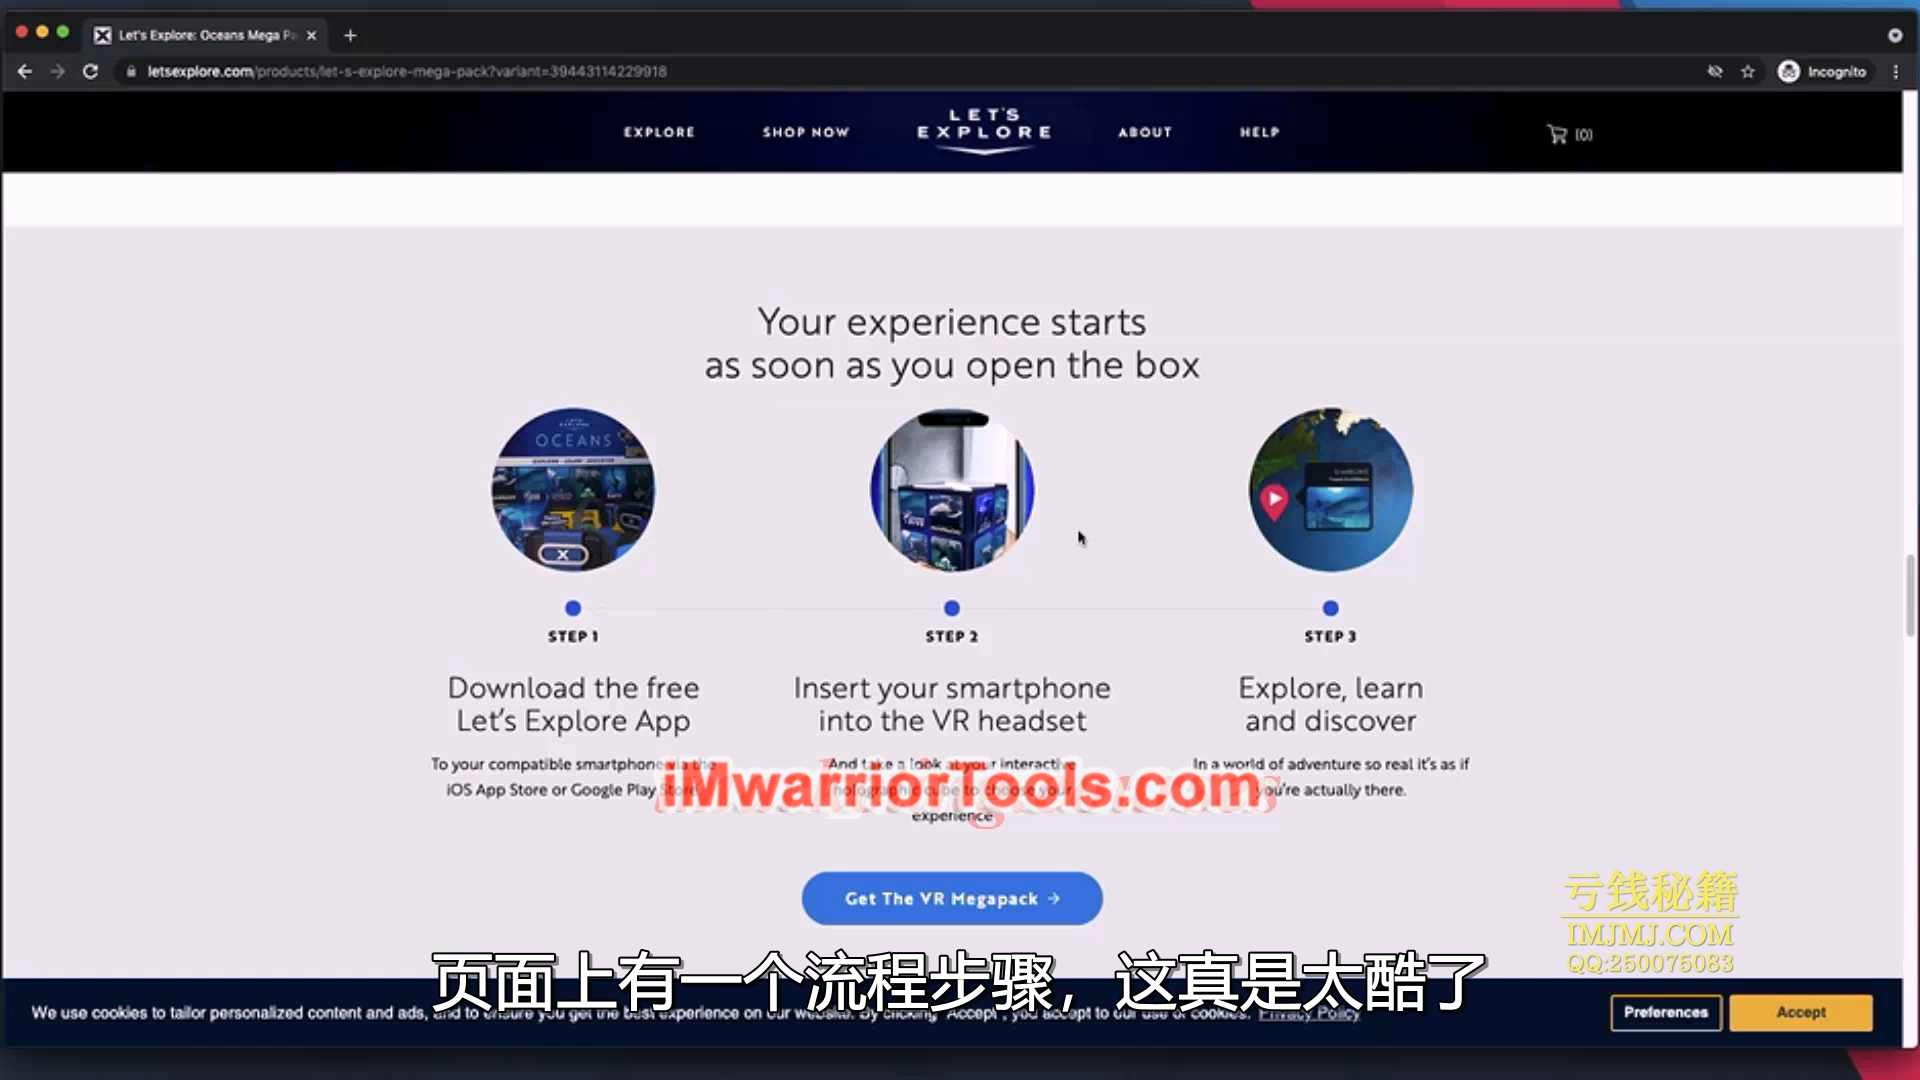 Let's Explore: Oceans Mega Pa
letsexplore.com/products/let-s-explore-mega-pack?variant=39443114229918
Incognito
EXPLORE
SHOP NOW
LET'S
EXPLORE
ABOUT
HELP
(0)
Your experience starts
as soon as you open the box
OCEANS
STEP 1
STEP 2
STEP 3
Download the free
Let's Explore App
Insert your smartphone
into the VR headset
Explore, learn
and discover
To your compatible smartphone via the
iOS App Store or Google Play Store.
And take a look at your interactive
holographic cube to choose your
experience
In a world of adventure so real it's as if
you're actually there.
iMwarriorTools.com
Get The VR Megapack →
亏钱秘籍
IMJMJ.COM
QQ:250075083
页面上有一个流程步骤，这真是太酷了
We use cookies to tailor personalized content and ads, and to ensure you get the best experience on our website. By clicking "Accept", you accept to our use of cookies. Privacy Policy
Preferences
Accept